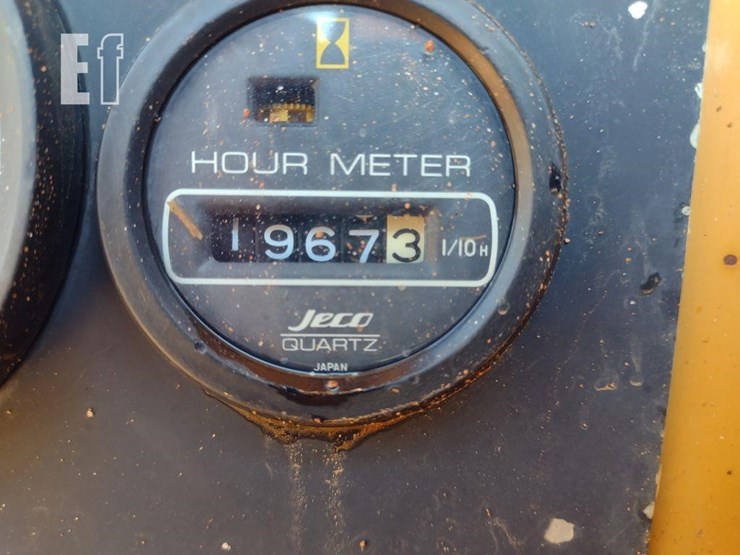 Ef
HOUR METER
19673 1/10H
Jeco
QUARTZ
JAPAN